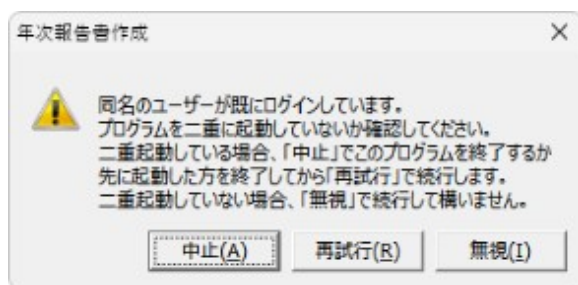 年次報告書作成
同名のユーザーが既にログインしています。
プログラムを二重に起動していないか確認してください。
二重起動している場合、「中止」でこのプログラムを終了するか
先に起動した方を終了してから「再試行」で続行します。
二重起動していない場合、「無視」で続行して構いません。
中止(A)
再試行(R)
無視(I)